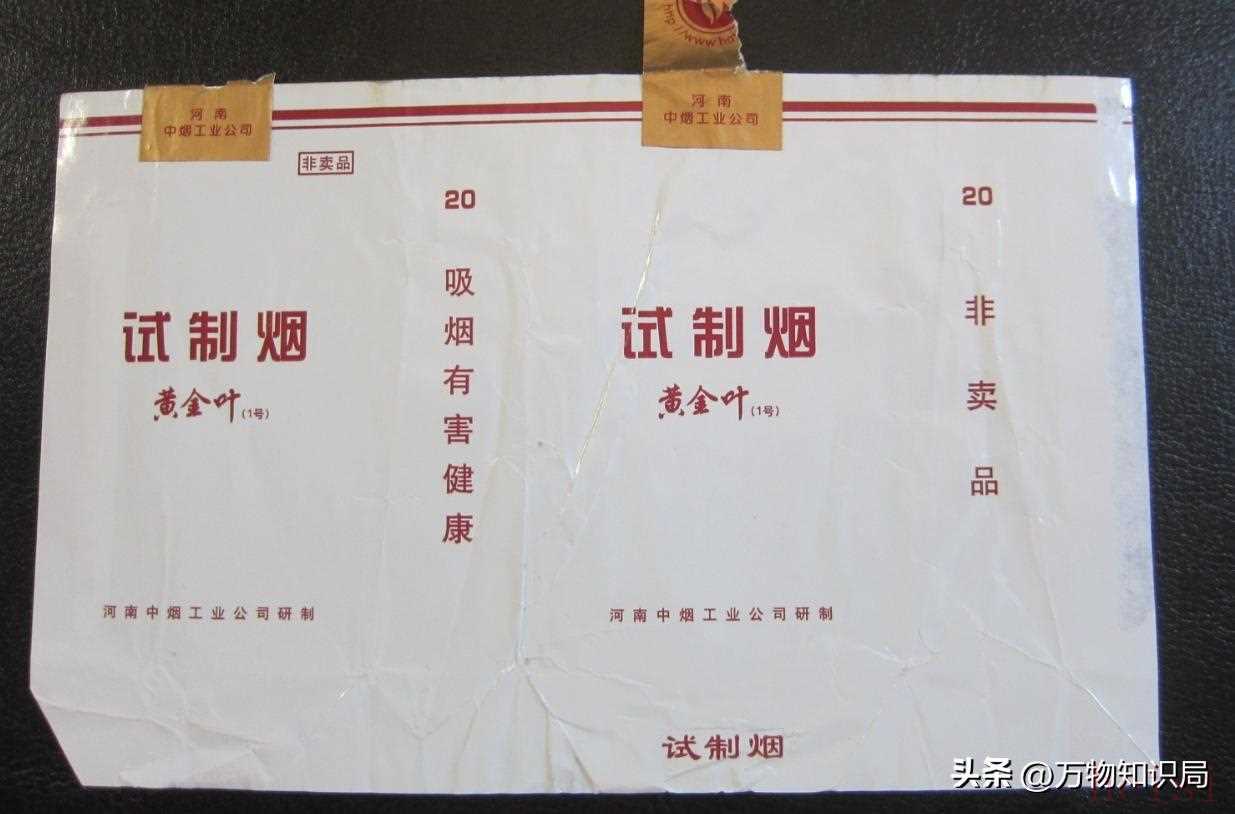 http://www.ha
河南
中烟工业公司
河南
中烟工业公司
非卖品
20
吸烟有害健康
20
非卖品
试制烟
黄金叶(1号)
试制烟
黄金叶(1号)
河南中烟工业公司研制
河南中烟工业公司研制
试制烟
头条 @万物知识局